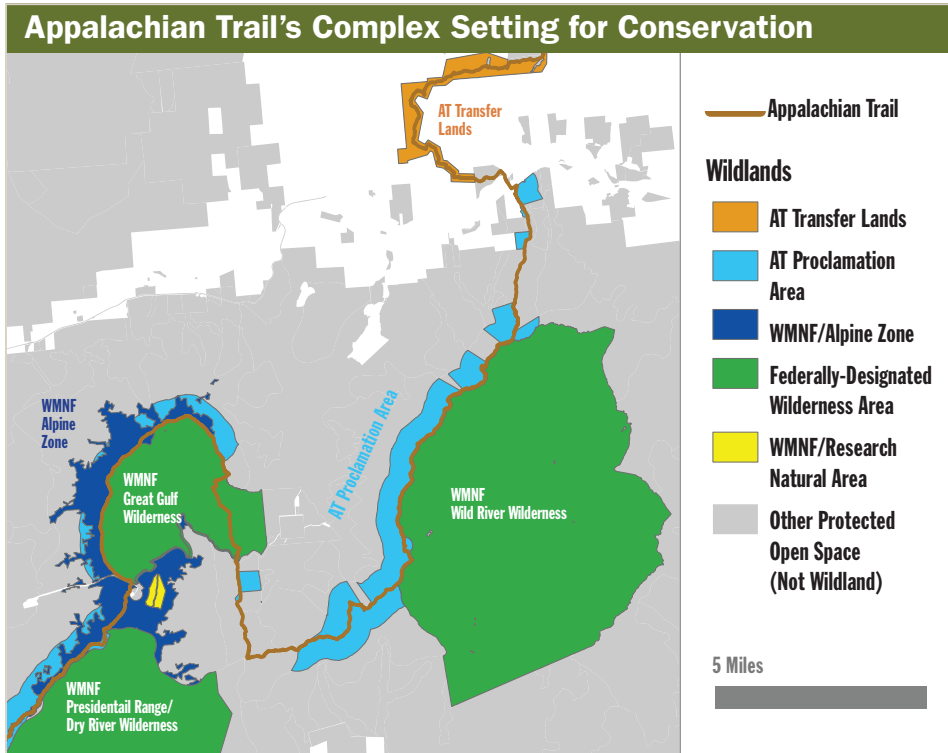 Appalachian Trail's Complex Setting for Conservation
AT Transfer
Lands
WMNF
Alpine
Zone
AT Proclamation Area
WMNF
Great Gulf
Wilderness
WMNF
Wild River Wilderness
WMNF
Presidentail Range/
Dry River Wilderness
Appalachian Trail
Wildlands
AT Transfer Lands
AT Proclamation
Area
WMNF/Alpine Zone
Federally-Designated
Wilderness Area
WMNF/Research
Natural Area
Other Protected
Open Space
(Not Wildland)
5 Miles